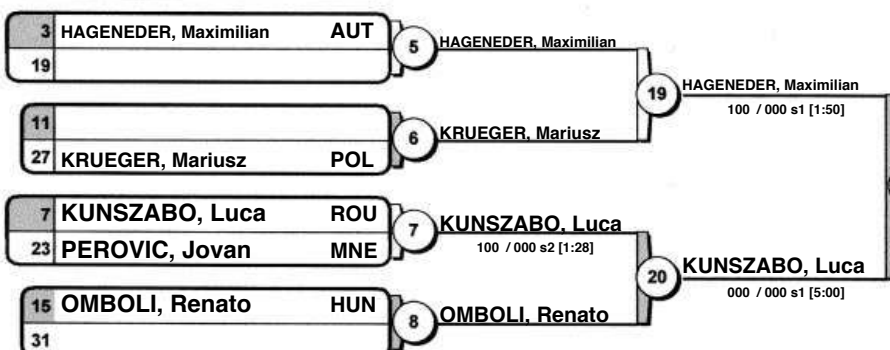 3 HAGENEDER, Maximilian AUT
19
5 HAGENEDER, Maximilian
11
27 KRUEGER, Mariusz POL
6 KRUEGER, Mariusz
19 HAGENEDER, Maximilian
100 / 000 s1 [1:50]
7 KUNSZABO, Luca ROU
23 PEROVIC, Jovan MNE
7 KUNSZABO, Luca
100 / 000 s2 [1:28]
15 OMBOLI, Renato HUN
31
8 OMBOLI, Renato
20 KUNSZABO, Luca
000 / 000 s1 [5:00]